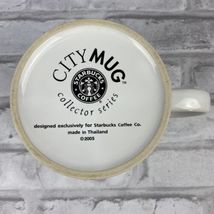 CITY MUG®
STARBUCKS
COFFEE
collector series
designed exclusively for Starbucks Coffee Co.
made in Thailand
©2005